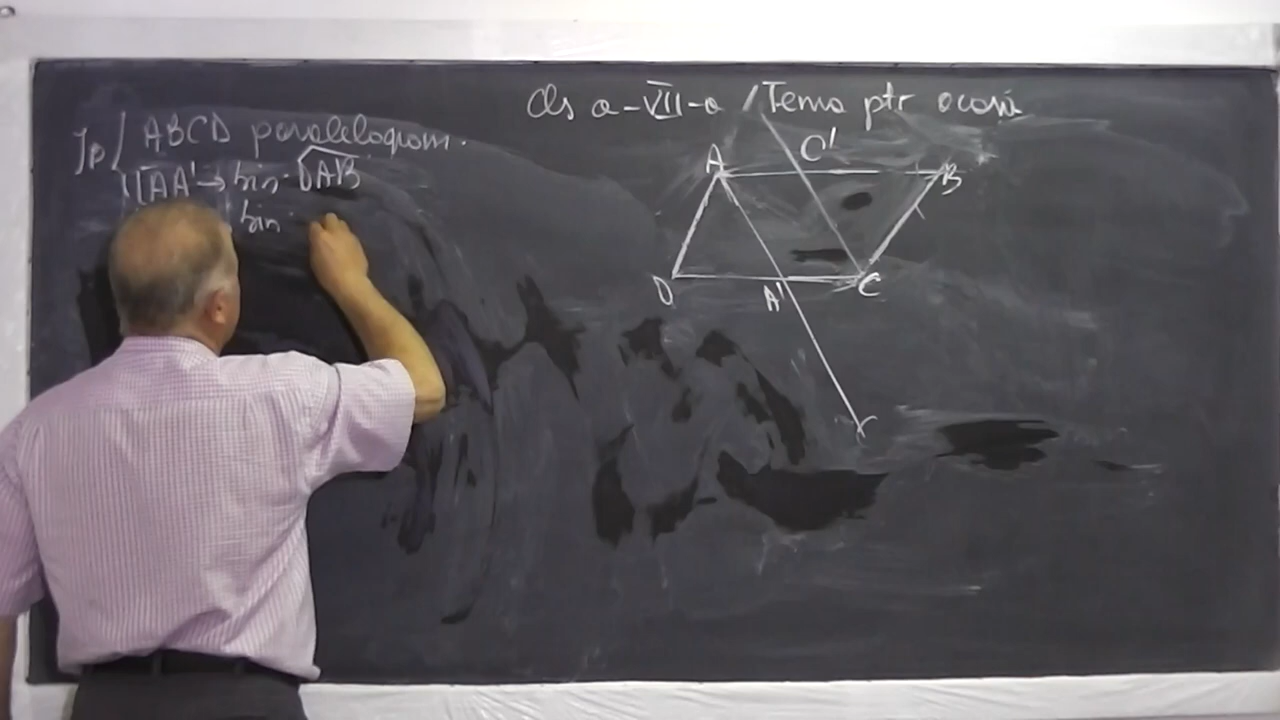 Cls a-VII-a / Tema ptr acasă
Ip / ABCD paralelogram.
[AA' → bis. DAB
bis
A C' B
D A' C